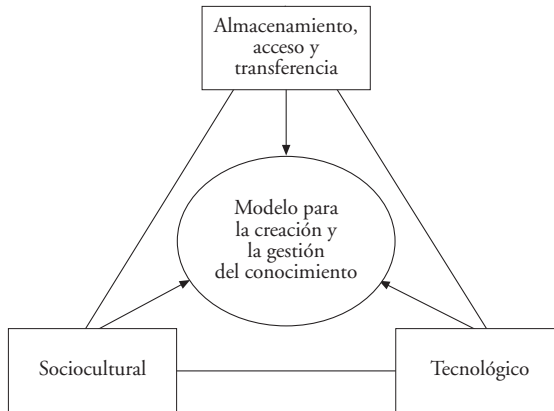 Almacenamiento,
acceso y
transferencia
Modelo para
la creación y
la gestión
del conocimiento
Sociocultural
Tecnológico